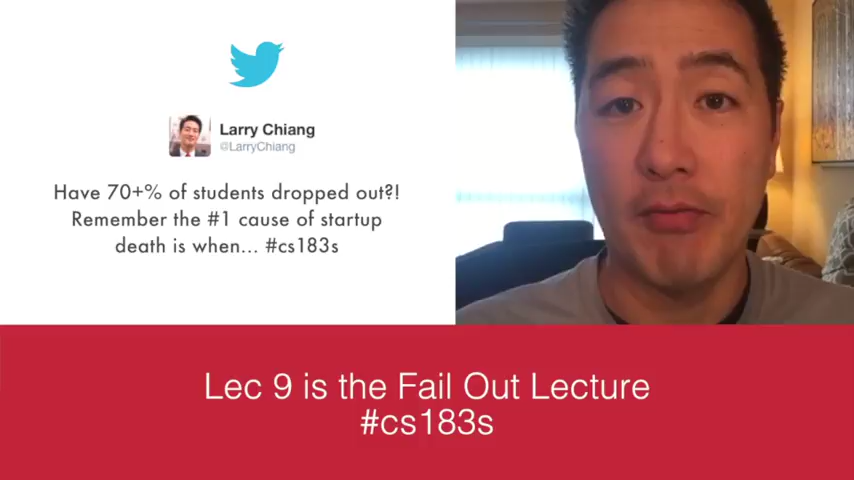 Larry Chiang
@LarryChiang
Have 70+% of students dropped out?!
Remember the #1 cause of startup
death is when... #cs183s
Lec 9 is the Fail Out Lecture
#cs183s